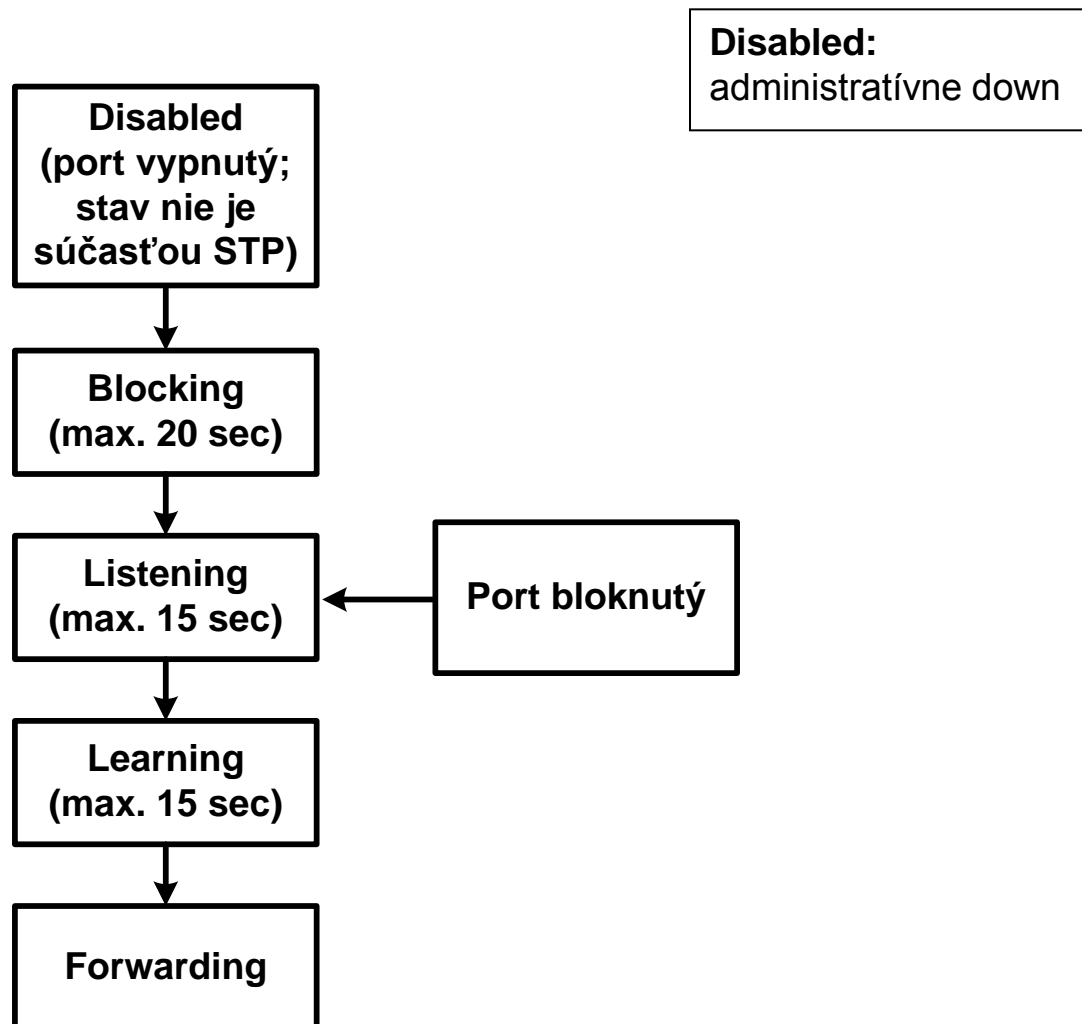 Disabled:
administratívne down
Disabled
(port vypnutý;
stav nie je
súčasťou STP)
Blocking
(max. 20 sec)
Listening
(max. 15 sec)
Port bloknutý
Learning
(max. 15 sec)
Forwarding